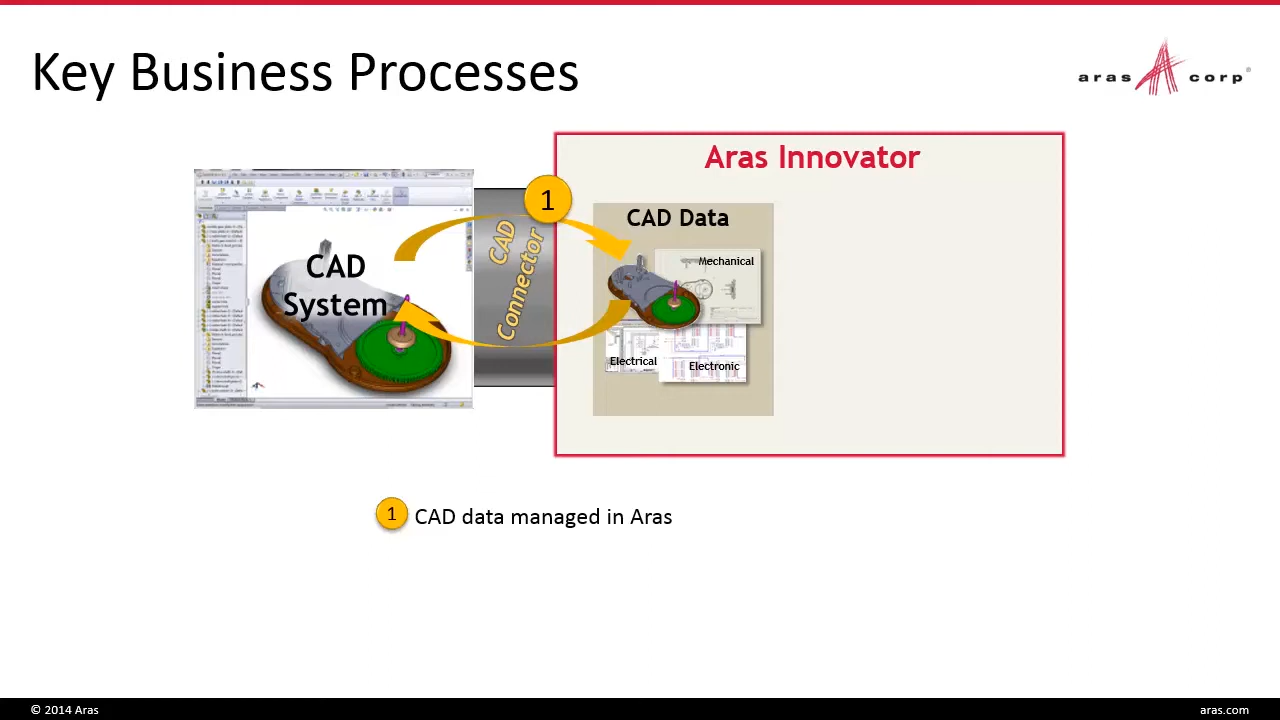 Key Business Processes
aras corp®
Aras Innovator
1
CAD Data
CAD
Connector
CAD
System
Mechanical
Electrical
Electronic
1 CAD data managed in Aras
© 2014 Aras
aras.com